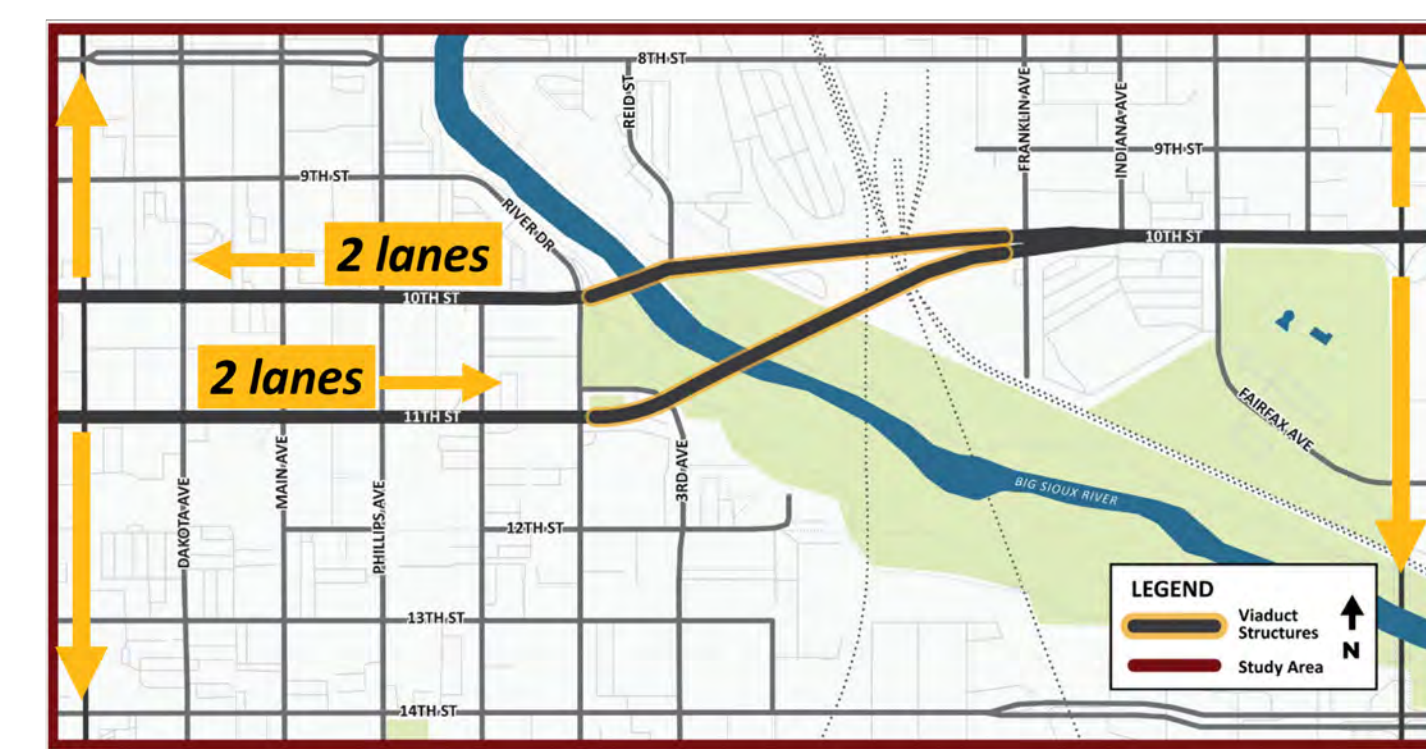 8TH ST
REID ST
FRANKLIN AVE
INDIANA AVE
9TH ST
9TH ST
RIVER DR
2 lanes
10TH ST
10TH ST
2 lanes
11TH ST
FAIRFAX AVE
DAKOTA AVE
MAIN AVE
PHILLIPS AVE
3RD AVE
BIG SIOUX RIVER
12TH ST
LEGEND
Viaduct
Structures
N
Study Area
13TH ST
14TH ST